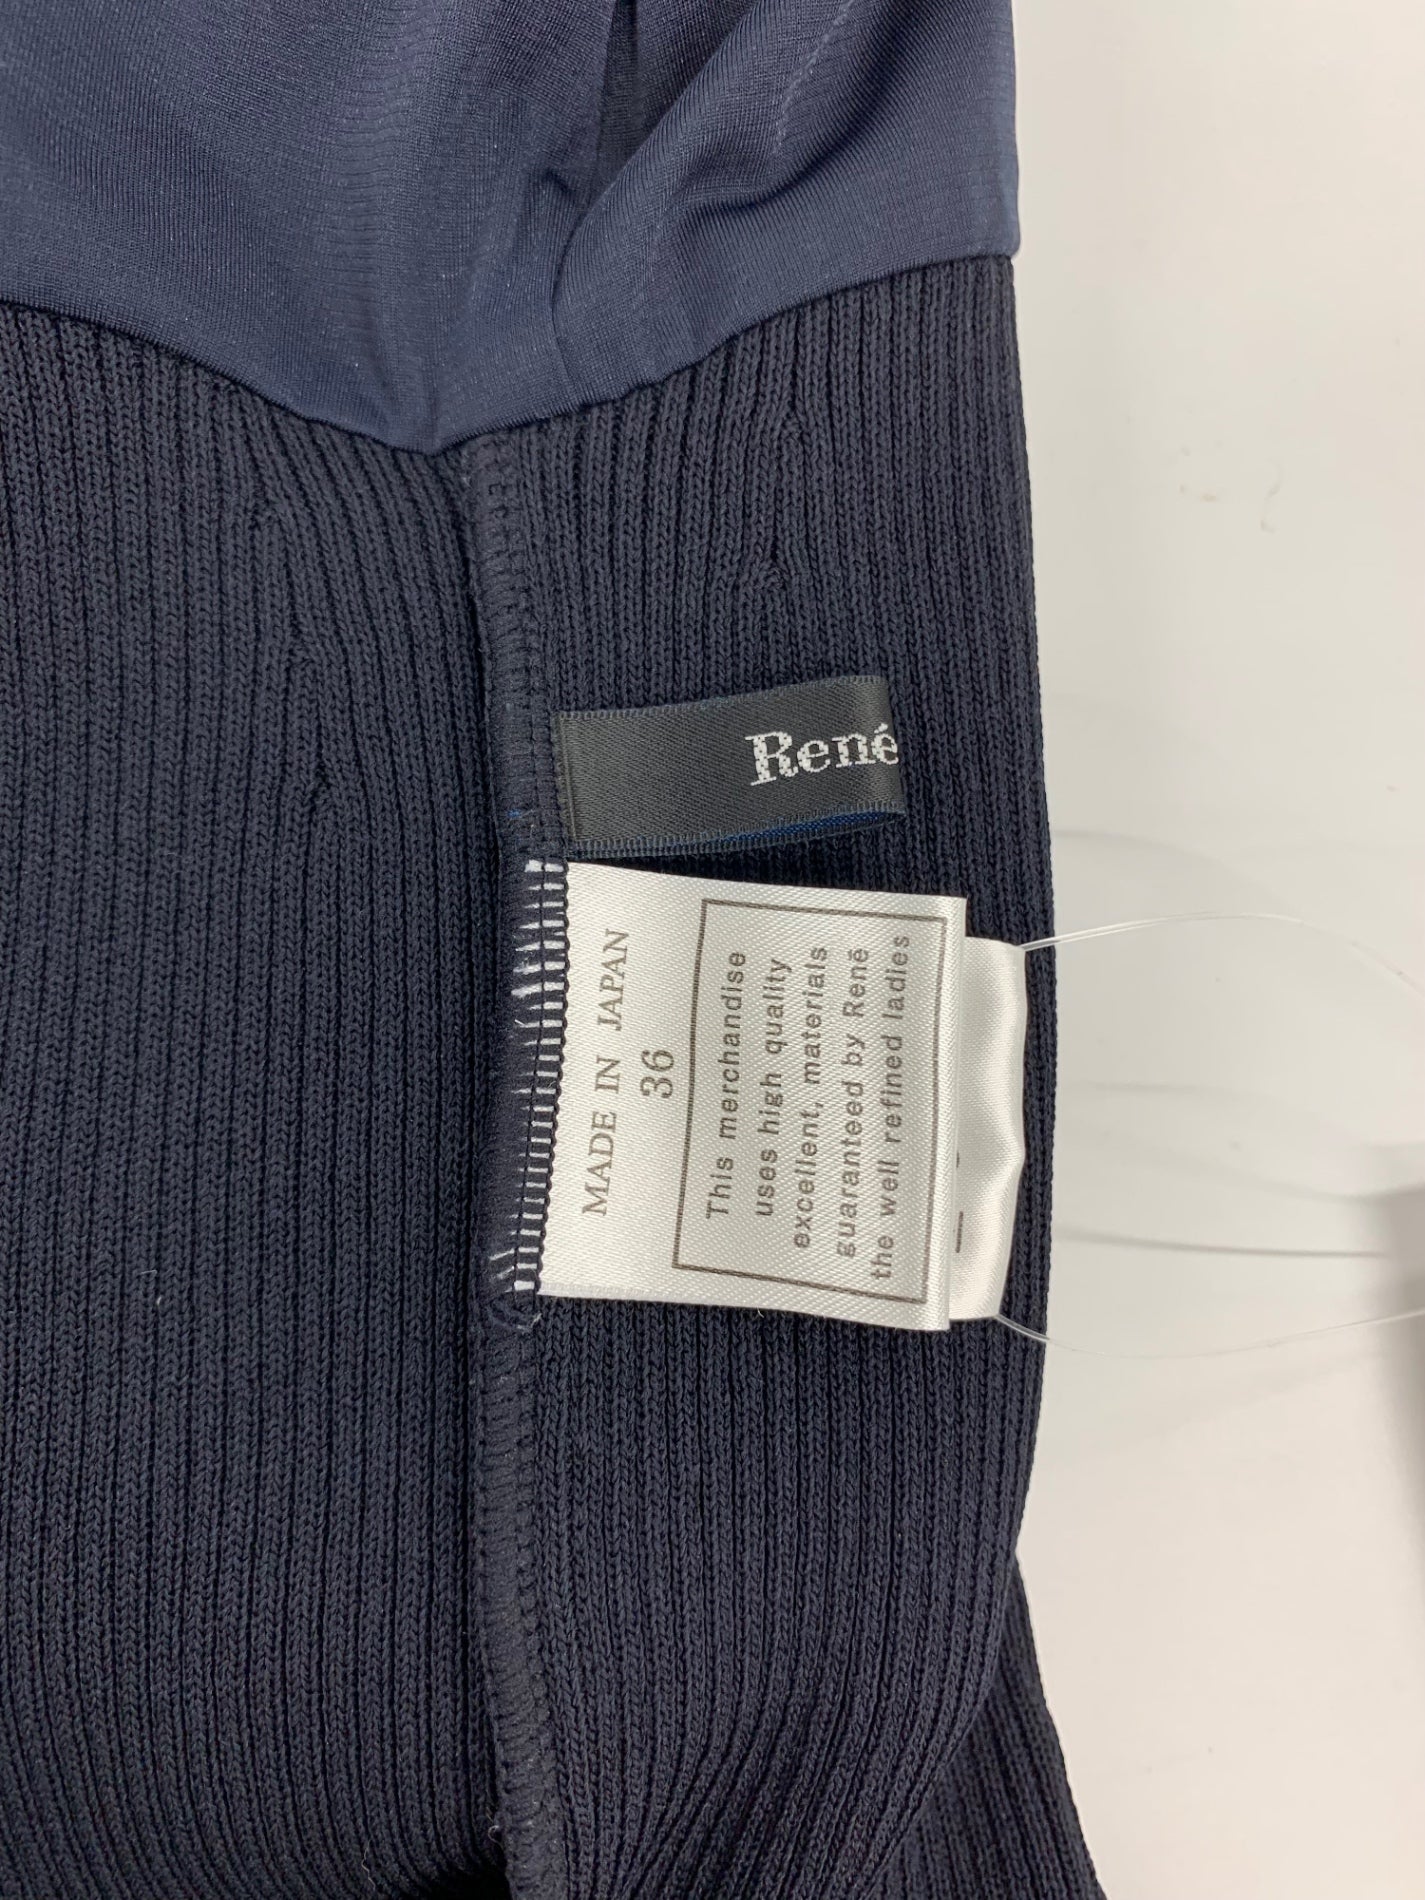 René
MADE IN JAPAN
36
This merchandise
uses high quality
excellent, materials
guaranteed by René
the well refined ladies